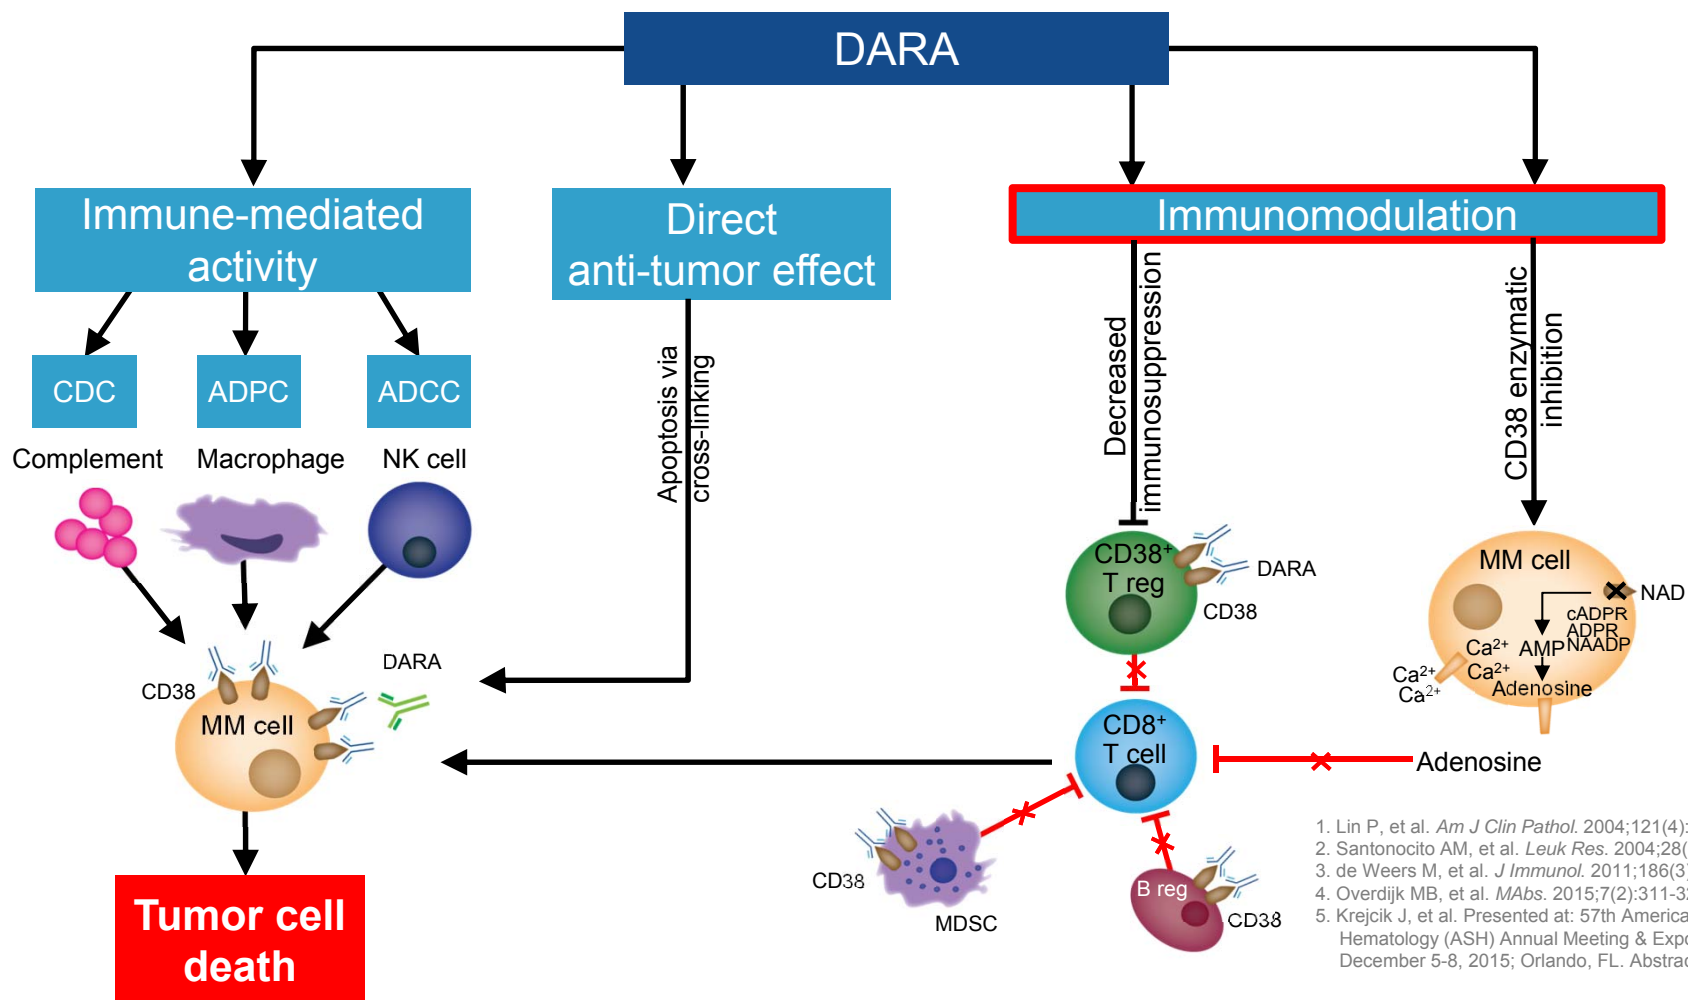 DARA
Immune-mediated
activity
Direct
anti-tumor effect
Immunomodulation
CDC
ADPC
ADCC
Complement
Macrophage
NK cell
Apoptosis via
cross-linking
Decreased
immunosuppression
CD38 enzymatic
inhibition
CD38⁺
T reg
DARA
CD38
MM cell
NAD
cADPR
ADPR
NAADP
AMP
Ca²⁺
Ca²⁺
Ca²⁺
Ca²⁺
Adenosine
DARA
CD38
MM cell
CD8⁺
T cell
Adenosine
CD38
MDSC
B reg
CD38
Tumor cell
death
1. Lin P, et al. Am J Clin Pathol. 2004;121(4):
2. Santonocito AM, et al. Leuk Res. 2004;28(
3. de Weers M, et al. J Immunol. 2011;186(3)
4. Overdijk MB, et al. MAbs. 2015;7(2):311-32
5. Krejcik J, et al. Presented at: 57th America
Hematology (ASH) Annual Meeting & Expo
December 5-8, 2015; Orlando, FL. Abstrac